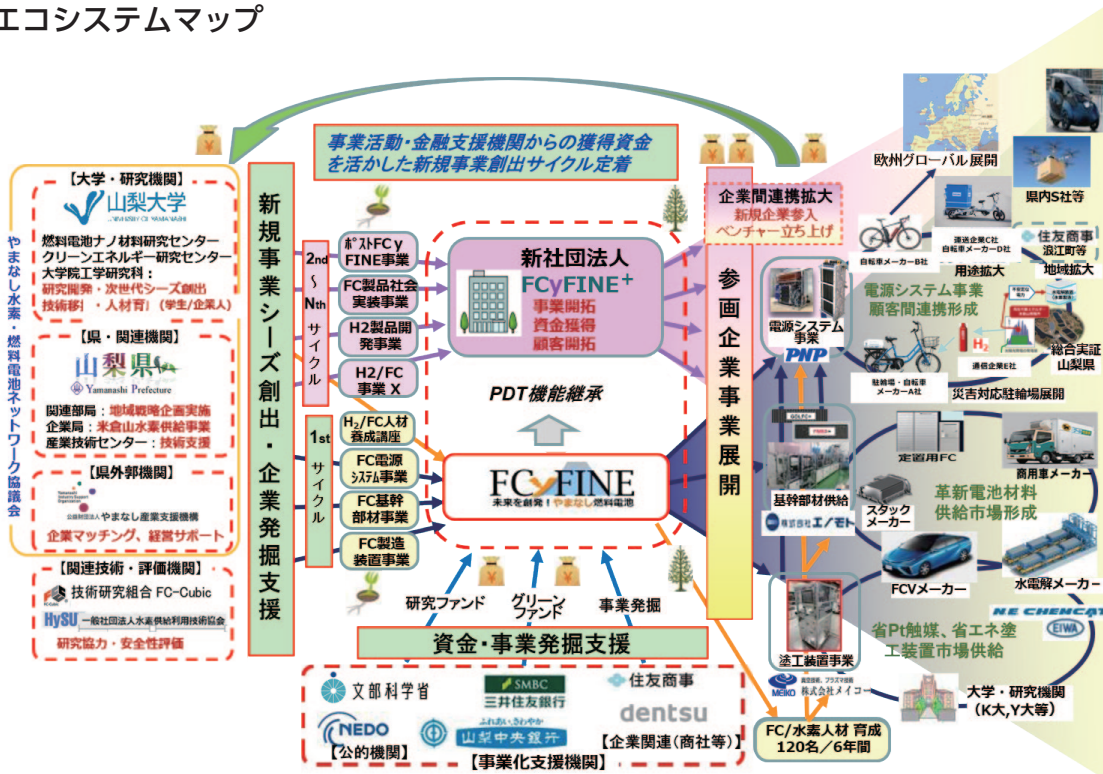 エコシステムマップ
事業活動・金融支援機関からの獲得資金
を活かした新規事業創出サイクル定着
やまなし水素・燃料電池ネットワーク協議会
【大学・研究機関】
山梨大学
UNIVERSITY OF YAMANASHI
燃料電池ナノ材料研究センター
クリーンエネルギー研究センター
大学院工学研究科:
研究開発・次世代シーズ創出
・人材育 (学生/企業人)
【県・関連機関】
山梨県
Yamanashi Prefecture
関連部局:地域戦略企画実施
企業局:米倉山水素供給事業
産業技術センター:技術支援
【県外郭機関】
公益財団法人やまなし産業支援機構
企業マッチング、経営サポート
【関連技術・評価機関】
技術研究組合 FC-Cubic
HySU 一般社団法人水素供給利用技術協会
研究協力・安全性評価
新規事業シーズ創出・企業発掘支援
2nd
~
Nth
サイクル
ポストFCy
FINE事業
FC製品社会
実装事業
H2製品開
発事業
H2/FC
事業 X
1st
サイクル
H₂/FC人材
養成講座
FC電源
システム事業
FC基幹
部材事業
FC製造
装置事業
新社団法人
FCyFINE⁺
事業開拓
資金獲得
顧客開拓
PDT機能継承
FCyFINE
未来を創発!やまなし燃料電池
研究ファンド
グリーン
ファンド
事業発掘
資金・事業発掘支援
文部科学省
NEDO
【公的機関】
SMBC
三井住友銀行
ふれあい、さわやか
山梨中央銀行
【事業化支援機関】
住友商事
dentsu
【企業関連(商社等)】
企業間連携拡大
新規企業参入
ベンチャー立ち上げ
参画企業事業展開
電源システム
事業
PNP
基幹部材供給
株式会社エノモト
塗工装置事業
MEIKO
真空技術、プラズマ技術
株式会社メイコー
FC/水素人材 育成
120名/6年間
欧州グローバル展開
県内S社等
自転車メーカーB社
運送企業C社
自転車メーカーD社
用途拡大
住友商事
浪江町等
地域拡大
電源システム事業
顧客間連携形成
H2
駐輪場・自転車
メーカーA社
通信企業E社
総合実証
山梨県
災害対応駐輪場展開
定置用FC
商用車メーカー
スタック
メーカー
革新電池材料
供給市場形成
FCVメーカー
水電解メーカー
N.E. CHEMCAT
EIWA
省Pt触媒、省エネ塗
工装置市場供給
大学・研究機関
(K大,Y大等)